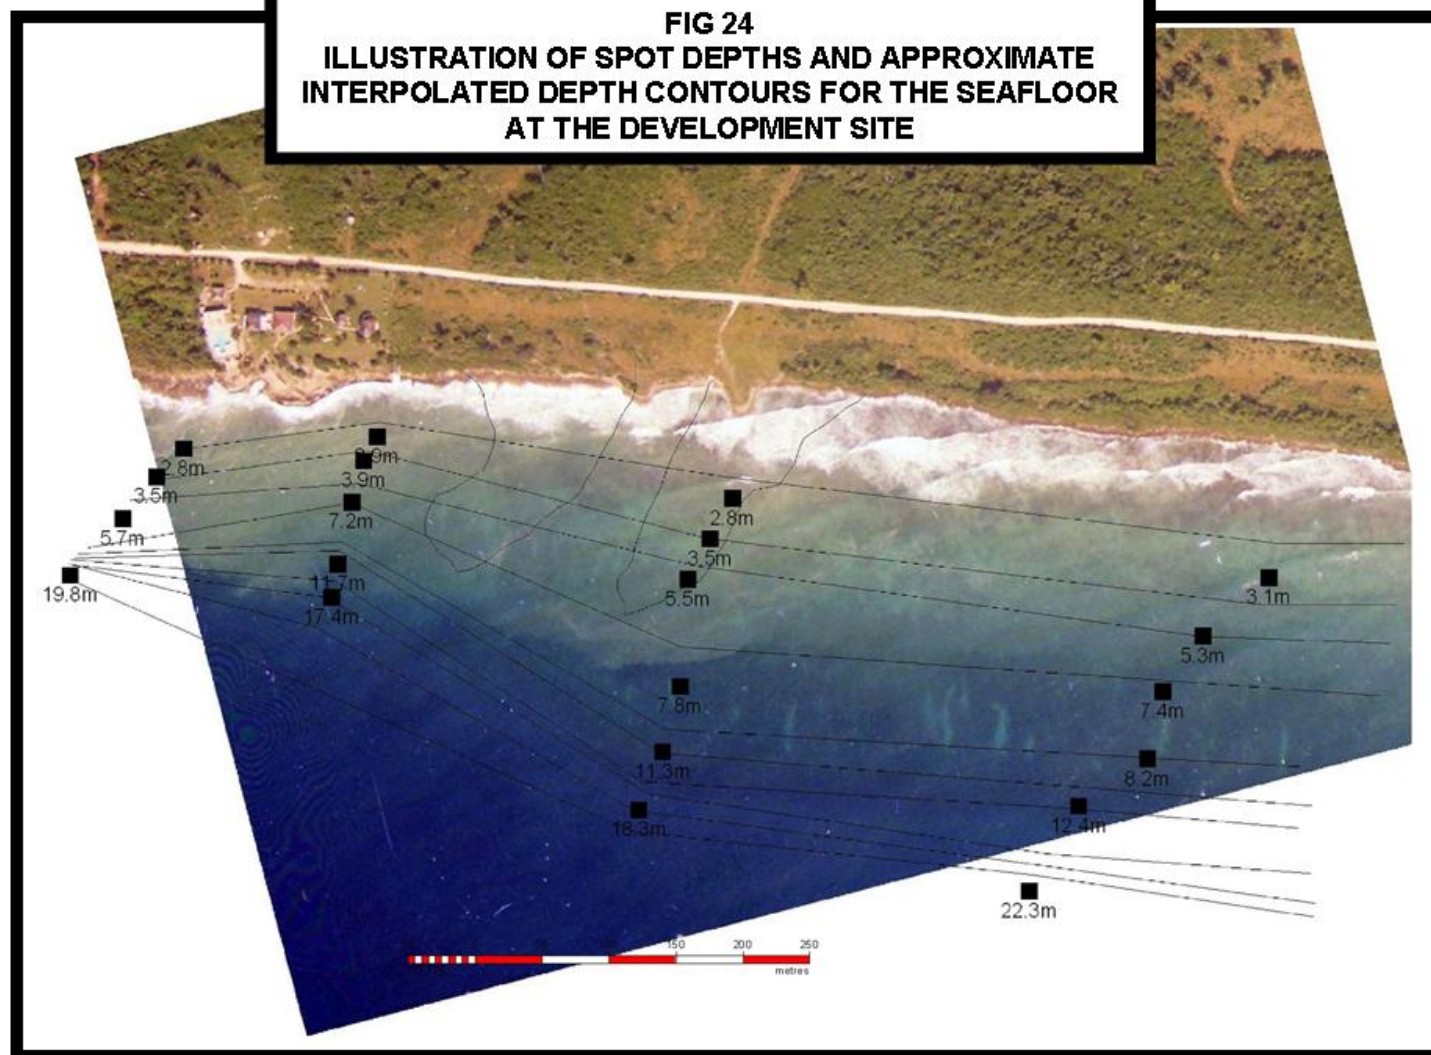 FIG 24
ILLUSTRATION OF SPOT DEPTHS AND APPROXIMATE
INTERPOLATED DEPTH CONTOURS FOR THE SEAFLOOR
AT THE DEVELOPMENT SITE
2.8m
3.9m
3.5m
7.2m
2.8m
5.7m
3.5m
11.7m
19.8m
5.5m
3.1m
17.4m
5.3m
7.8m
7.4m
11.3m
8.2m
18.3m
12.4m
22.3m
150
200
250
metres